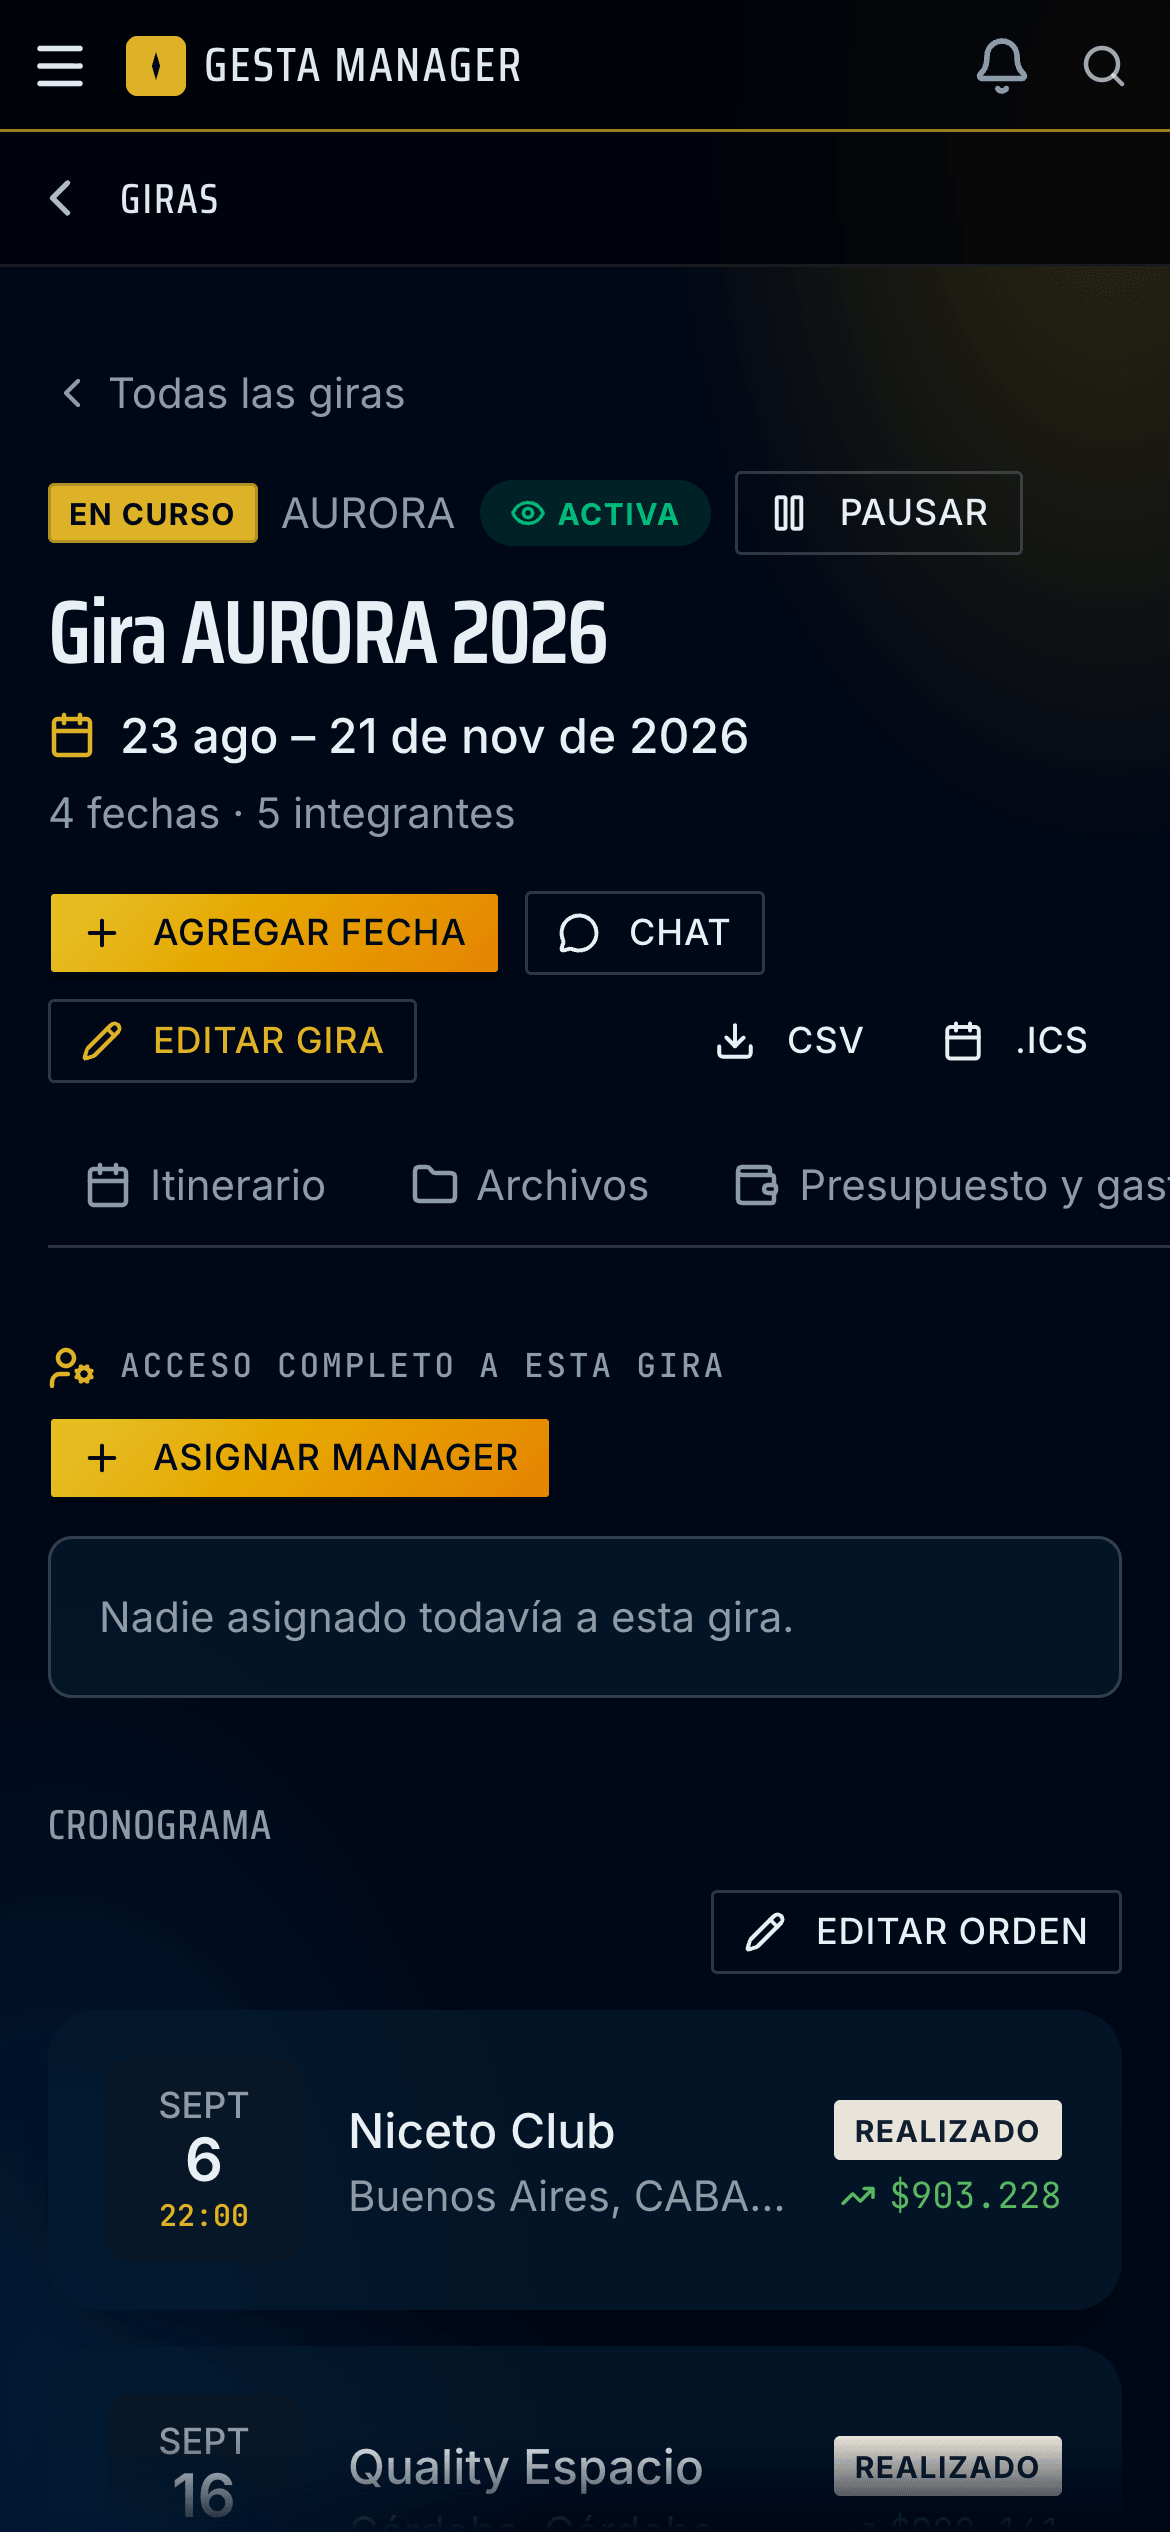 GESTA MANAGER
GIRAS
Todas las giras
EN CURSO AURORA ACTIVA PAUSAR
Gira AURORA 2026
23 ago – 21 de nov de 2026
4 fechas · 5 integrantes
AGREGAR FECHA CHAT
EDITAR GIRA CSV .ICS
Itinerario Archivos Presupuesto y gas
ACCESO COMPLETO A ESTA GIRA
ASIGNAR MANAGER
Nadie asignado todavía a esta gira.
CRONOGRAMA
EDITAR ORDEN
SEPT
6
22:00
Niceto Club
Buenos Aires, CABA...
REALIZADO
$903.228
SEPT
16
Quality Espacio
REALIZADO